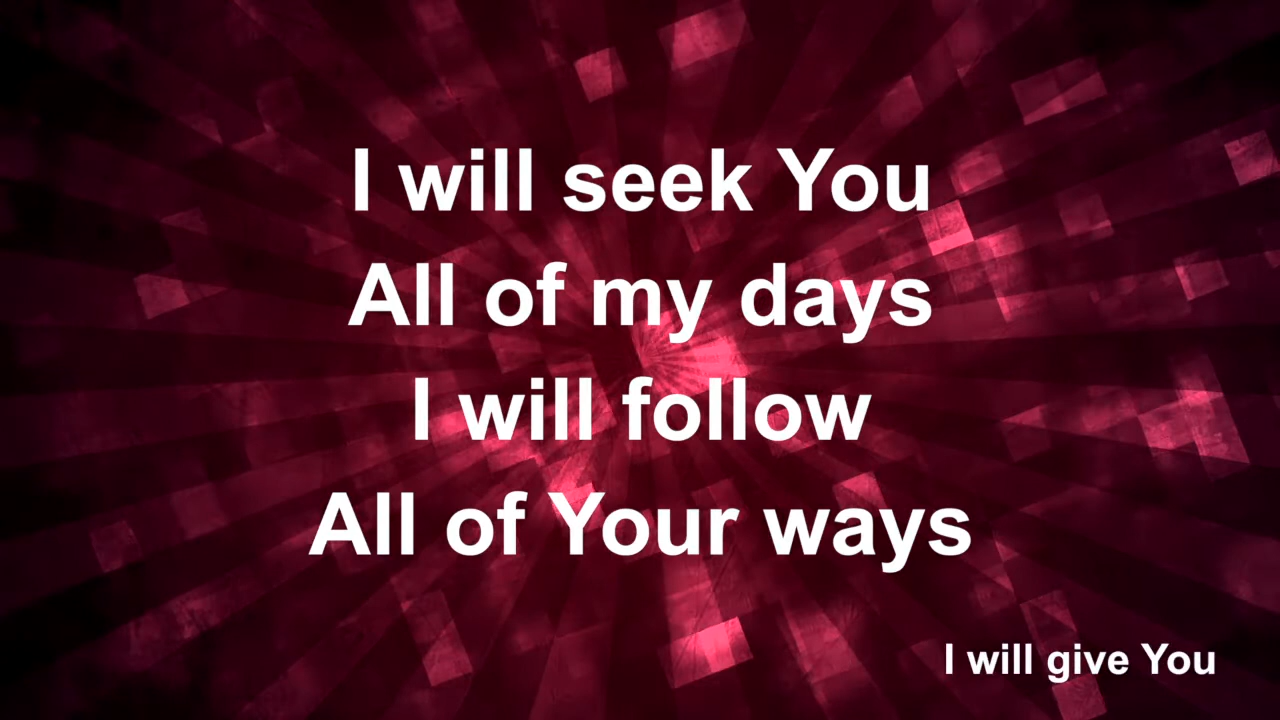 I will seek You
All of my days
I will follow
All of Your ways
I will give You